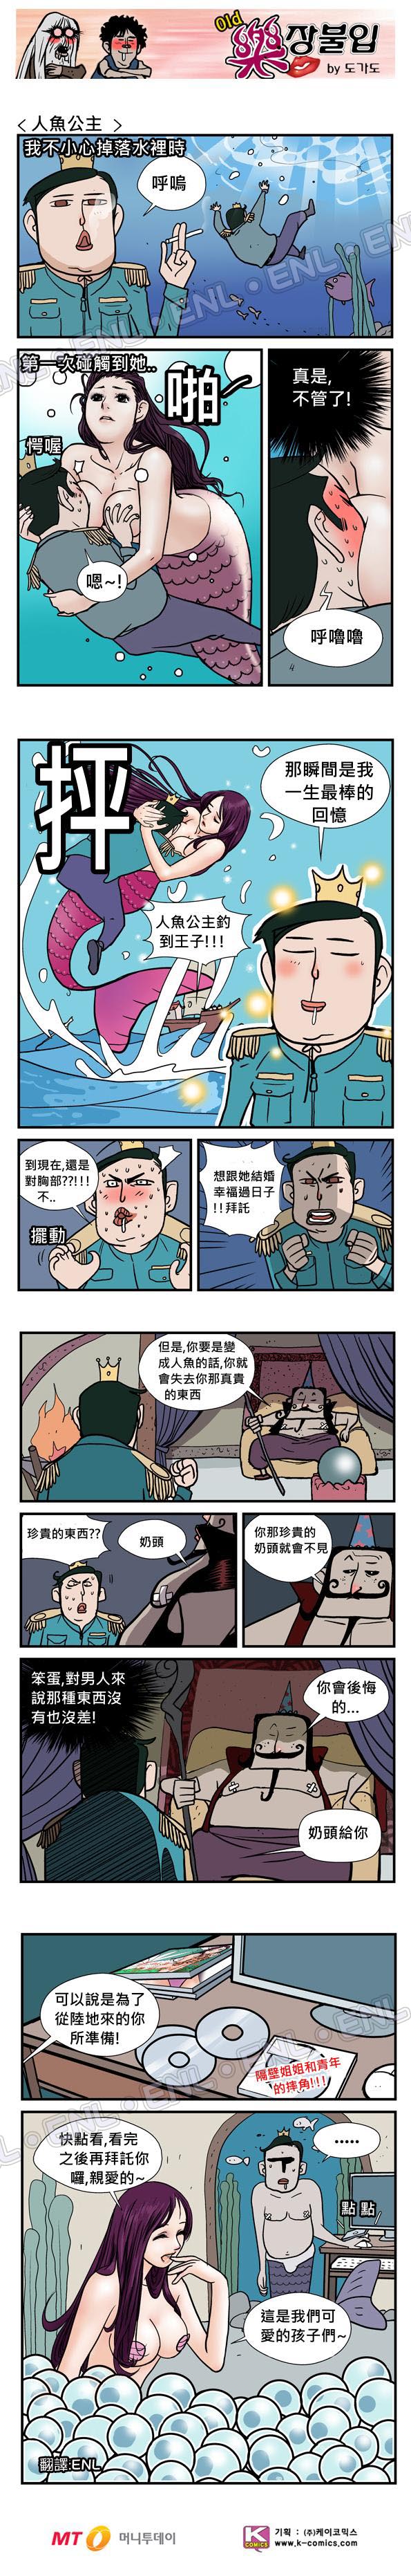 Old
樂장불입
by 도가도
< 人魚公主 >
我不小心掉落水裡時
呼嗚
第一次碰觸到她..
啪
愕喔
嗯~!
真是,
不管了!
呼嚕嚕
抨
那瞬間是我
一生最棒的
回憶
人魚公主釣
到王子!!!
到現在,還是
對胸部??!!!
不..
擺動
想跟她結婚
幸福過日子
!!拜託
但是,你要是變
成人魚的話,你就
會失去你那真貴
的東西
珍貴的東西??
奶頭
你那珍貴的
奶頭就會不見
笨蛋,對男人來
說那種東西沒
有也沒差!
你會後悔
的...
奶頭給你
可以說是為了
從陸地來的你
所準備!
隔壁姐姐和青年
的摔角!!!
快點看,看完
之後再拜託你
囉,親愛的~
.....
點點
這是我們可
愛的孩子們~
翻譯:ENL
MT 머니투데이
K COMICS
기획 : (주)케이코믹스
www.k-comics.com
ENL